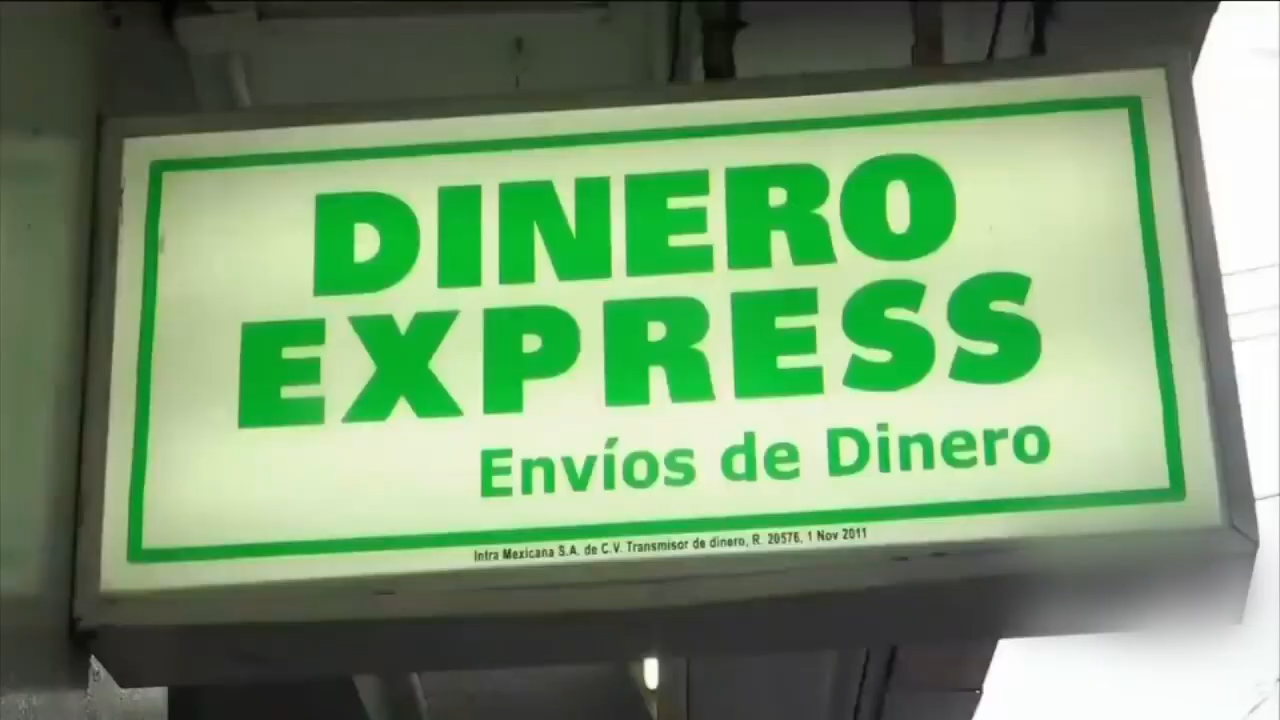 DINERO
EXPRESS
Envíos de Dinero
Intra Mexicana S.A. de C.V. Transmisor de dinero, R. 20576, 1 Nov 2011